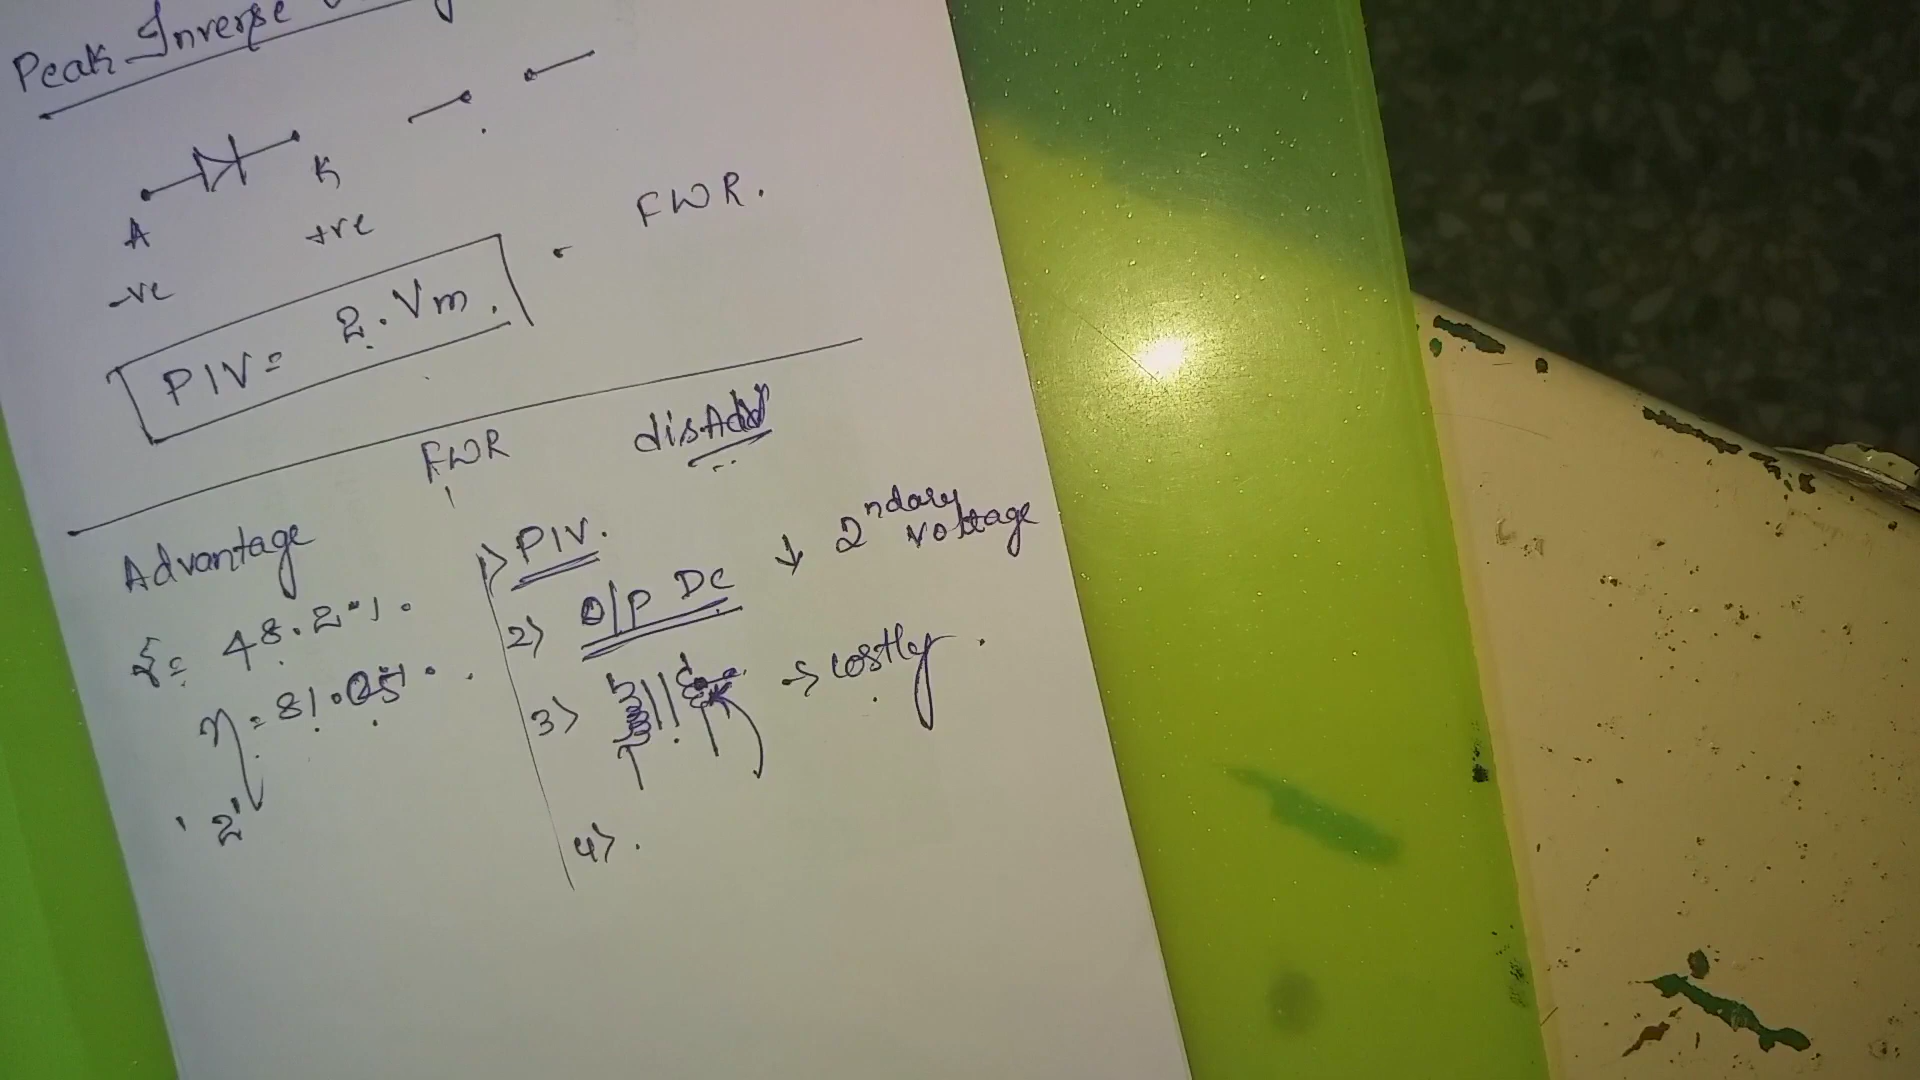 Peak Inverse
A
K
-ve
+ve
FWR.
PIV = 2.Vm.
FWR
disAdv
Advantage
r = 48.2%.
η = 81.05%.
'2'
1) PIV.
2) O/P DC ↓ 2ndary voltage
3) → costly.
4).